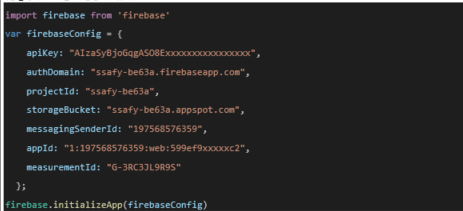 import firebase from 'firebase'
var firebaseConfig = {
apiKey: "AIzaSyBjoGqgASO8Exxxxxxxxxxxxxxxxx",
authDomain: "ssafy-be63a.firebaseapp.com",
projectId: "ssafy-be63a",
storageBucket: "ssafy-be63a.appspot.com",
messagingSenderId: "197568576359",
appId: "1:197568576359:web:599ef9xxxxxc2",
measurementId: "G-3RC3JL9R9S"
};
firebase.initializeApp(firebaseConfig)